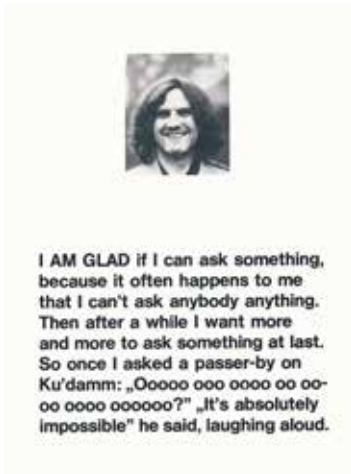 I AM GLAD if I can ask something,
because it often happens to me
that I can't ask anybody anything.
Then after a while I want more
and more to ask something at last.
So once I asked a passer-by on
Ku'damm: „Ooooo ooo oooo oo oo-
oo oooo oooooo?” „It's absolutely
impossible” he said, laughing aloud.